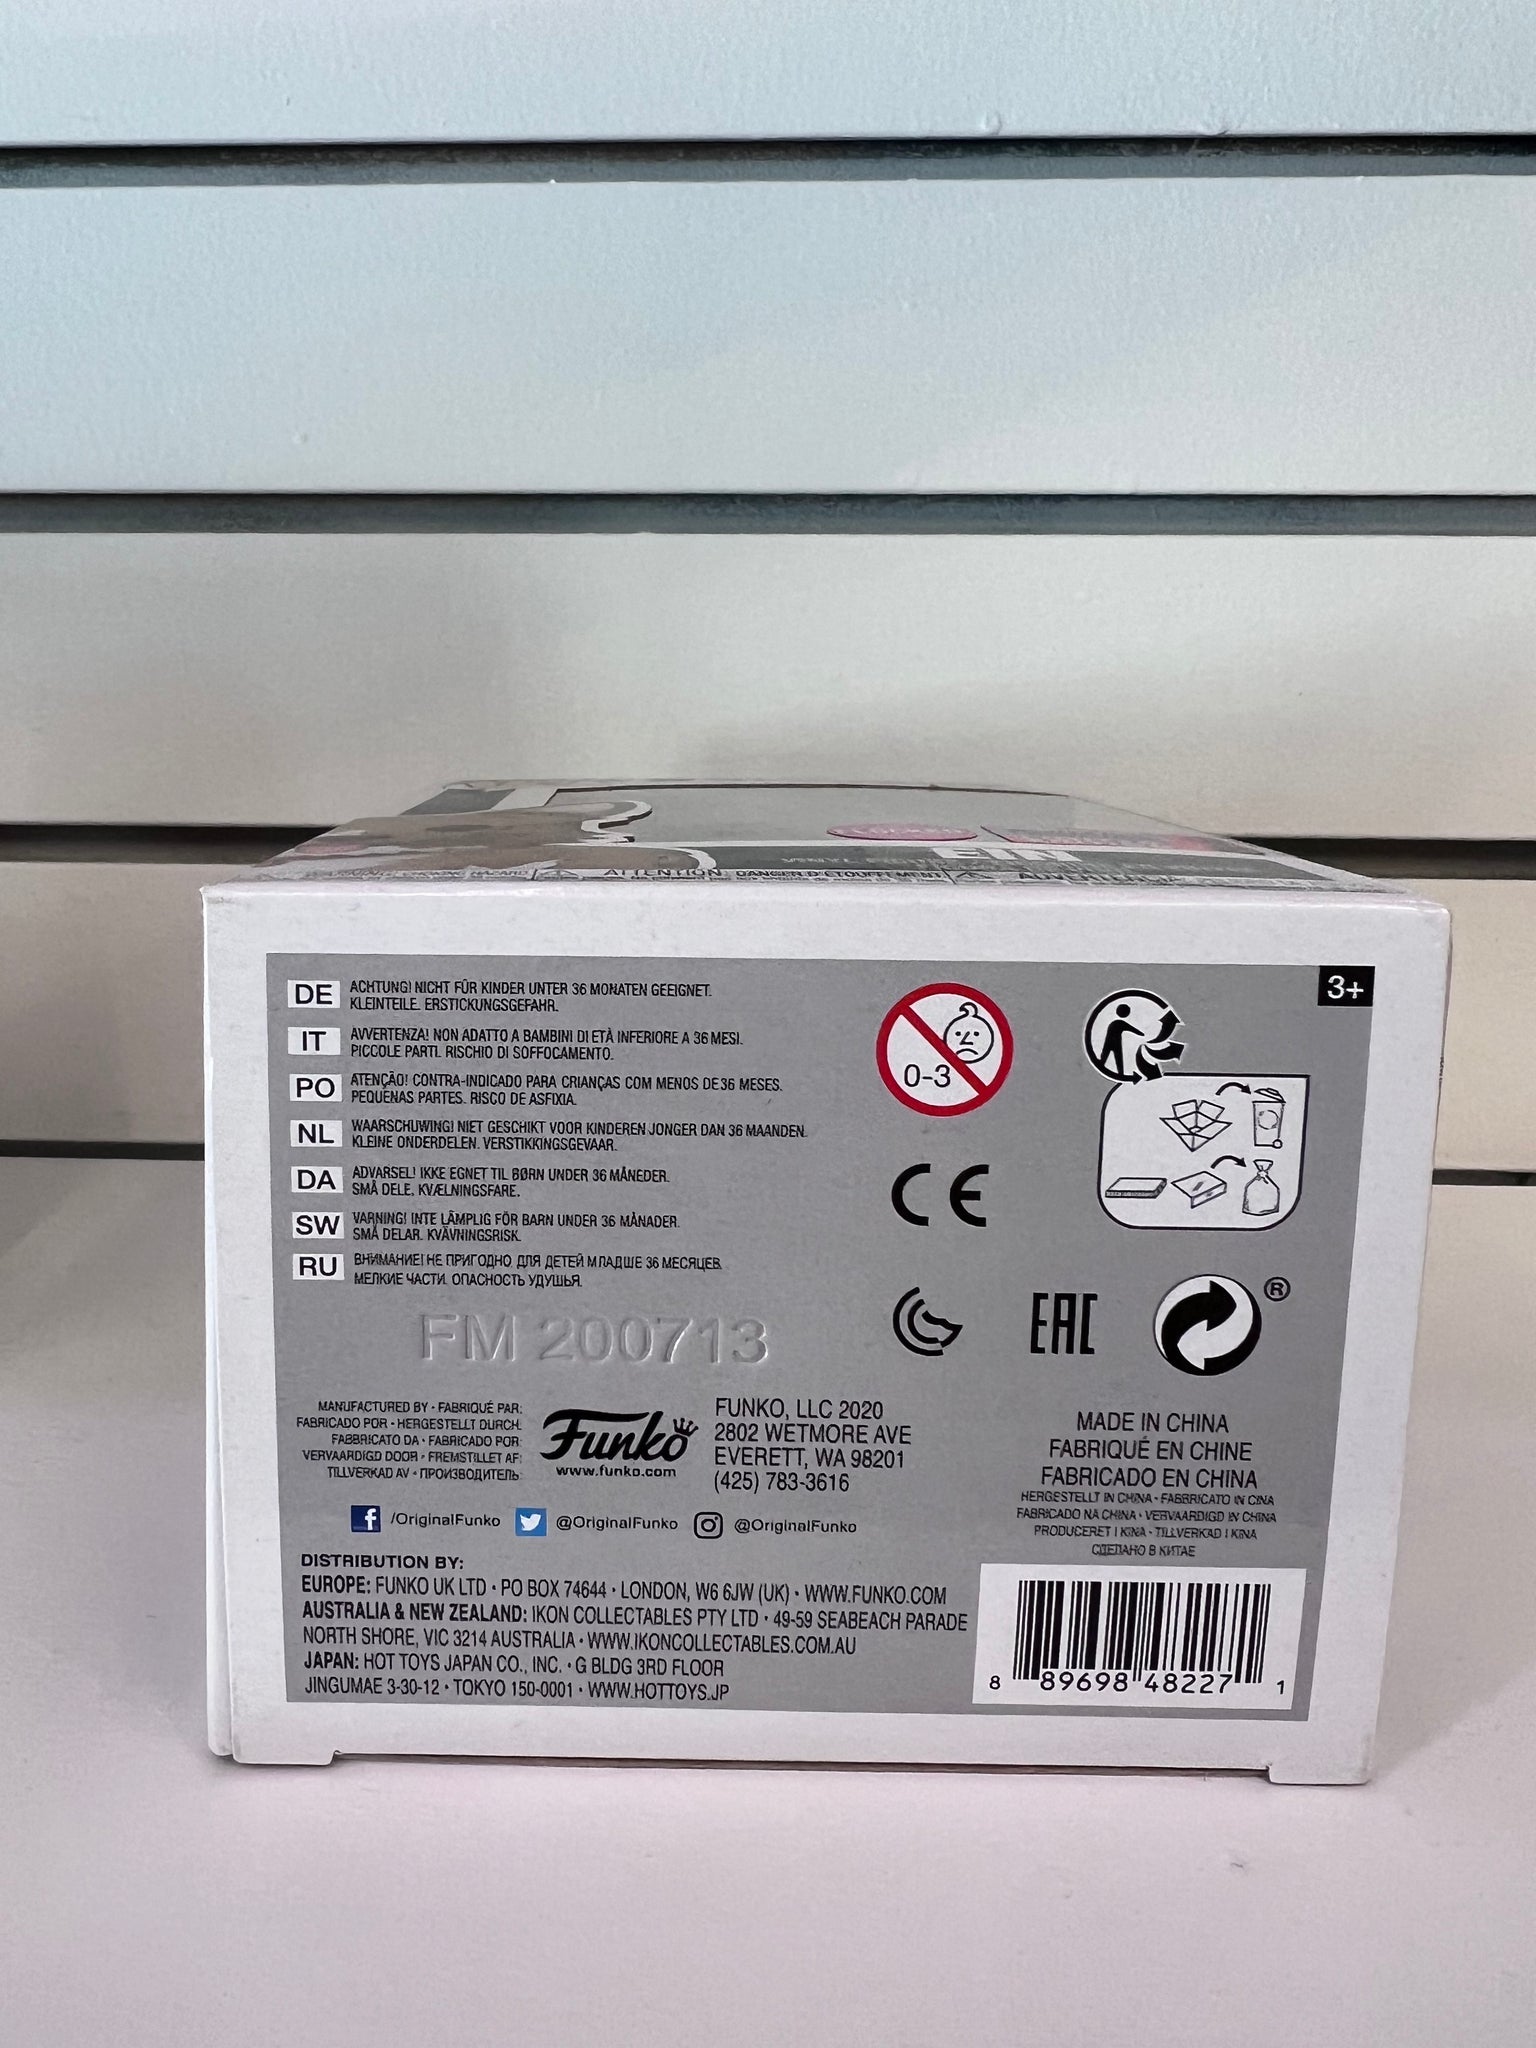 EIN
ATTENTION: DANGER D'ÉTOUFFEMENT
3+
DE ACHTUNG! NICHT FÜR KINDER UNTER 36 MONATEN GEEIGNET.
KLEINTEILE. ERSTICKUNGSGEFAHR.
IT AVVERTENZA! NON ADATTO A BAMBINI DI ETÀ INFERIORE A 36 MESI.
PICCOLE PARTI. RISCHIO DI SOFFOCAMENTO.
PO ATENÇÃO! CONTRA-INDICADO PARA CRIANÇAS COM MENOS DE 36 MESES.
PEQUENAS PARTES. RISCO DE ASFIXIA.
NL WAARSCHUWING! NIET GESCHIKT VOOR KINDEREN JONGER DAN 36 MAANDEN.
KLEINE ONDERDELEN. VERSTIKKINGSGEVAAR.
DA ADVARSEL! IKKE EGNET TIL BØRN UNDER 36 MÅNEDER.
SMÅ DELE. KVÆLNINGSFARE.
SW VARNING! INTE LÄMPLIG FÖR BARN UNDER 36 MÅNADER.
SMÅ DELAR. KVÄVNINGSRISK.
RU ВНИМАНИЕ! НЕ ПРИГОДНО ДЛЯ ДЕТЕЙ МЛАДШЕ 36 МЕСЯЦЕВ.
МЕЛКИЕ ЧАСТИ. ОПАСНОСТЬ УДУШЬЯ.
0-3
CE
EAC
®
FM 200713
MANUFACTURED BY • FABRIQUÉ PAR:
FABRICADO POR • HERGESTELLT DURCH:
FABBRICATO DA • FABRICADO POR:
VERVAARDIGD DOOR • FREMSTILLET AF:
TILLVERKAD AV • ПРОИЗВОДИТЕЛЬ:
Funko
www.funko.com
FUNKO, LLC 2020
2802 WETMORE AVE
EVERETT, WA 98201
(425) 783-3616
/OriginalFunko @OriginalFunko @OriginalFunko
MADE IN CHINA
FABRIQUÉ EN CHINE
FABRICADO EN CHINA
HERGESTELLT IN CHINA • FABBRICATO IN CINA
FABRICADO NA CHINA • VERVAARDIGD IN CHINA
PRODUCERET I KINA • TILLVERKAD I KINA
СДЕЛАНО В КИТАЕ
DISTRIBUTION BY:
EUROPE: FUNKO UK LTD • PO BOX 74644 • LONDON, W6 6JW (UK) • WWW.FUNKO.COM
AUSTRALIA & NEW ZEALAND: IKON COLLECTABLES PTY LTD • 49-59 SEABEACH PARADE
NORTH SHORE, VIC 3214 AUSTRALIA • WWW.IKONCOLLECTABLES.COM.AU
JAPAN: HOT TOYS JAPAN CO., INC. • G BLDG 3RD FLOOR
JINGUMAE 3-30-12 • TOKYO 150-0001 • WWW.HOTTOYS.JP
8 89698 48227 1